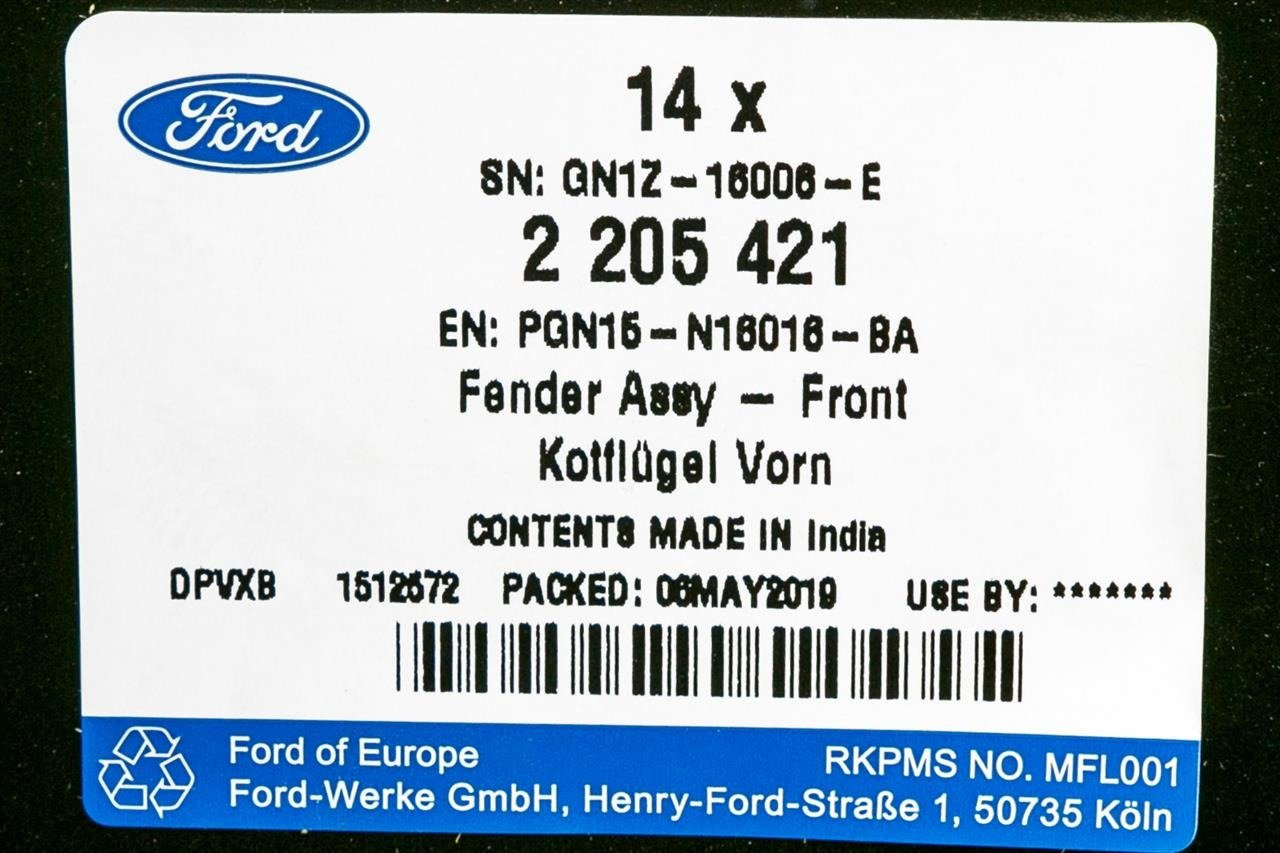 Ford
14 x
SN: GN1Z-16006-E
2 205 421
EN: PGN15-N16016-BA
Fender Assy - Front
Kotflügel Vorn
CONTENTS MADE IN India
DPVXB 1512572 PACKED: 06MAY2019 USE BY: *******
Ford of Europe RKPMS NO. MFL001
Ford-Werke GmbH, Henry-Ford-Straße 1, 50735 Köln